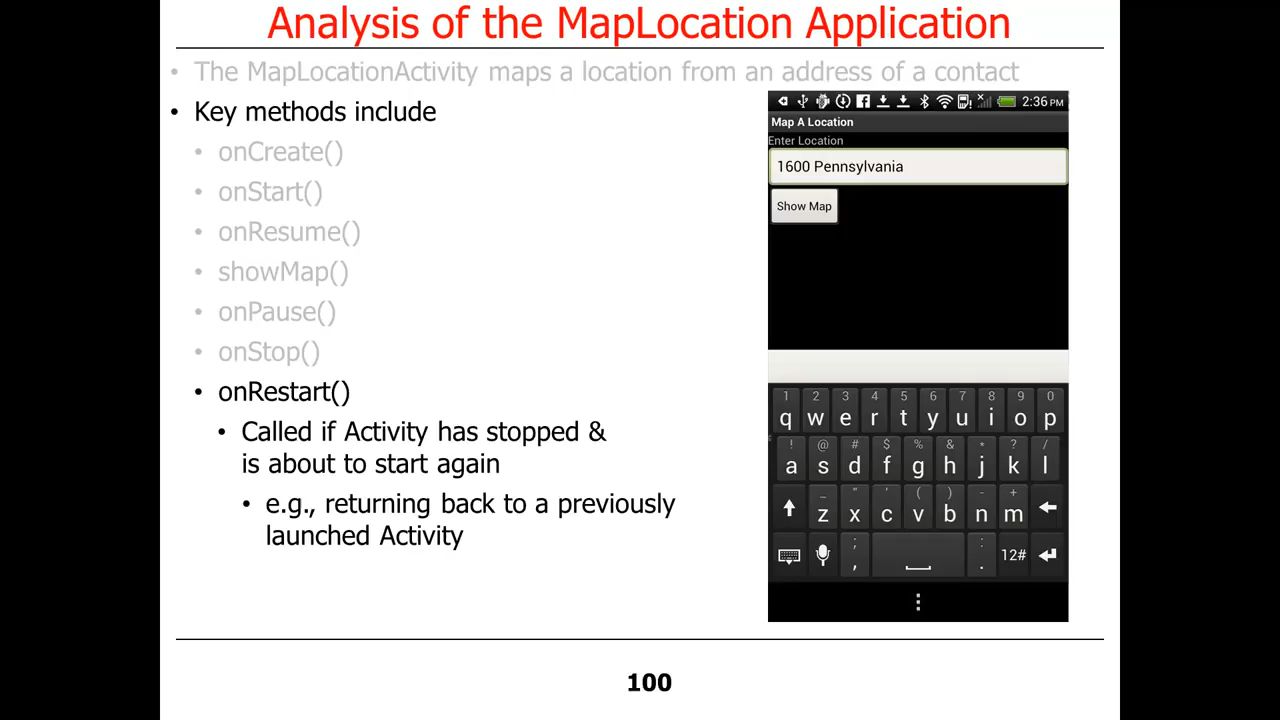 Analysis of the MapLocation Application
• The MapLocationActivity maps a location from an address of a contact
• Key methods include
• onCreate()
• onStart()
• onResume()
• showMap()
• onPause()
• onStop()
• onRestart()
• Called if Activity has stopped &
is about to start again
• e.g., returning back to a previously
launched Activity
2:36 PM
Map A Location
Enter Location
1600 Pennsylvania
Show Map
1 2 3 4 5 6 7 8 9 0
q w e r t y u i o p
! @ # $ % & * ? /
a s d f g h j k l
_ " ' ( ) - +
z x c v b n m
; :
, . 12#
100